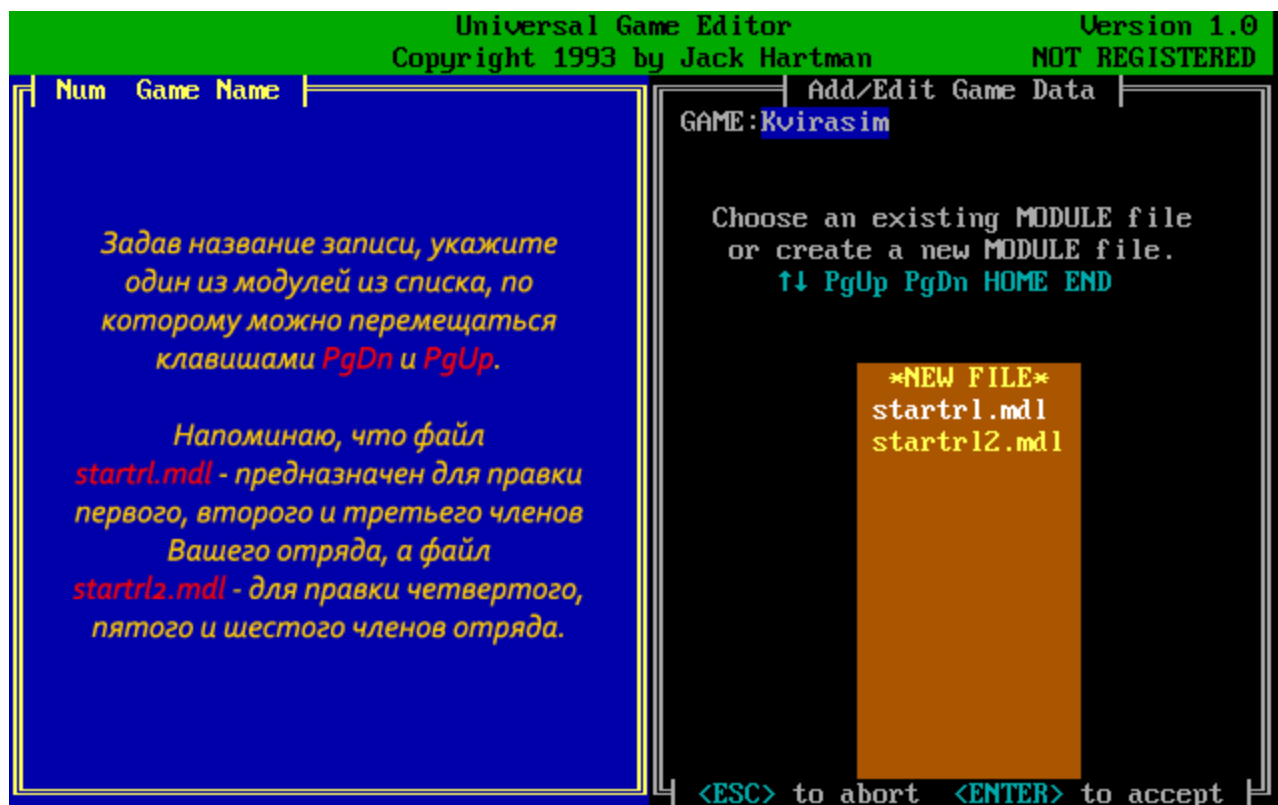 Universal Game Editor Version 1.0
Copyright 1993 by Jack Hartman NOT REGISTERED
Num Game Name
Задав название записи, укажите
один из модулей из списка, по
которому можно перемещаться
клавишами PgDn и PgUp.
Напоминаю, что файл
startrl.mdl - предназначен для правки
первого, второго и третьего членов
Вашего отряда, а файл
startrl2.mdl - для правки четвертого,
пятого и шестого членов отряда.
Add/Edit Game Data
GAME:Kvirasim
Choose an existing MODULE file
or create a new MODULE file.
↑↓ PgUp PgDn HOME END
*NEW FILE*
startrl.mdl
startrl2.mdl
<ESC> to abort <ENTER> to accept